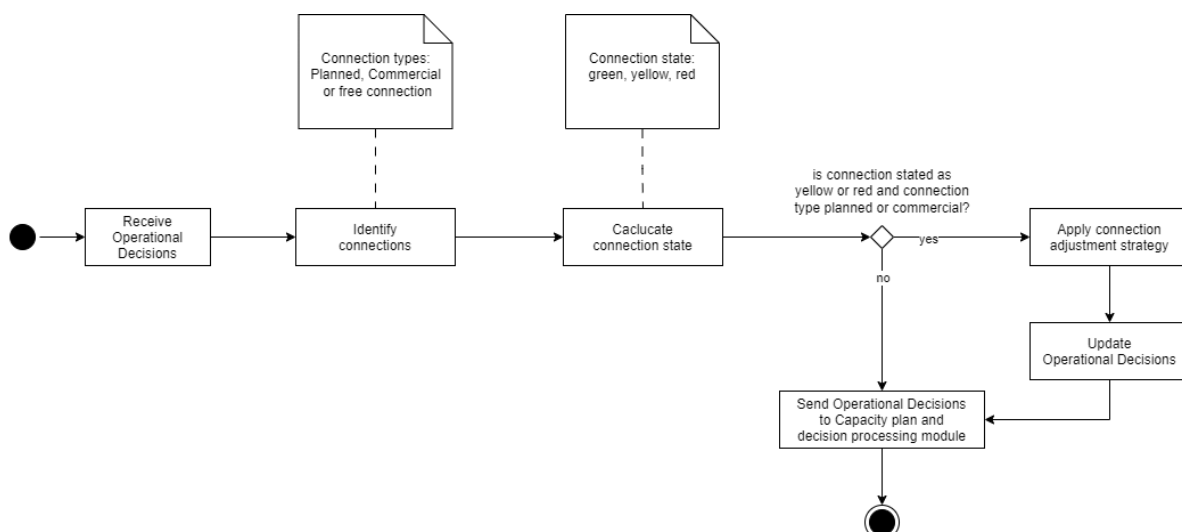 Connection types:
Planned, Commercial
or free connection
Connection state:
green, yellow, red
is connection stated as
yellow or red and connection
type planned or commercial?
Receive
Operational
Decisions
Identify
connections
Caclucate
connection state
yes
Apply connection
adjustment strategy
no
Update
Operational Decisions
Send Operational Decisions
to Capacity plan and
decision processing module